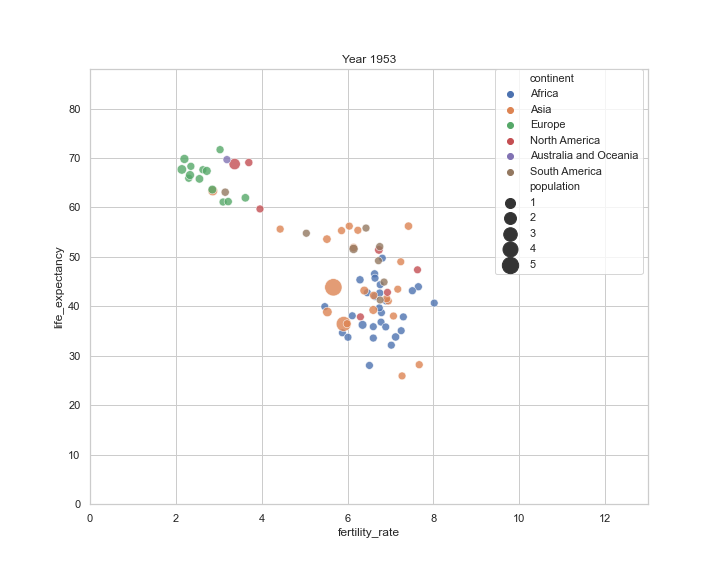 Year 1953
continent
Africa
Asia
Europe
North America
Australia and Oceania
South America
population
1
2
3
4
5
80
70
60
50
40
30
20
10
0
life_expectancy
0 2 4 6 8 10 12
fertility_rate